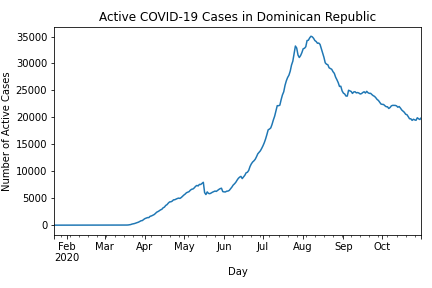 Active COVID-19 Cases in Dominican Republic
Number of Active Cases
35000
30000
25000
20000
15000
10000
5000
0
Feb Mar Apr May Jun Jul Aug Sep Oct
2020
Day